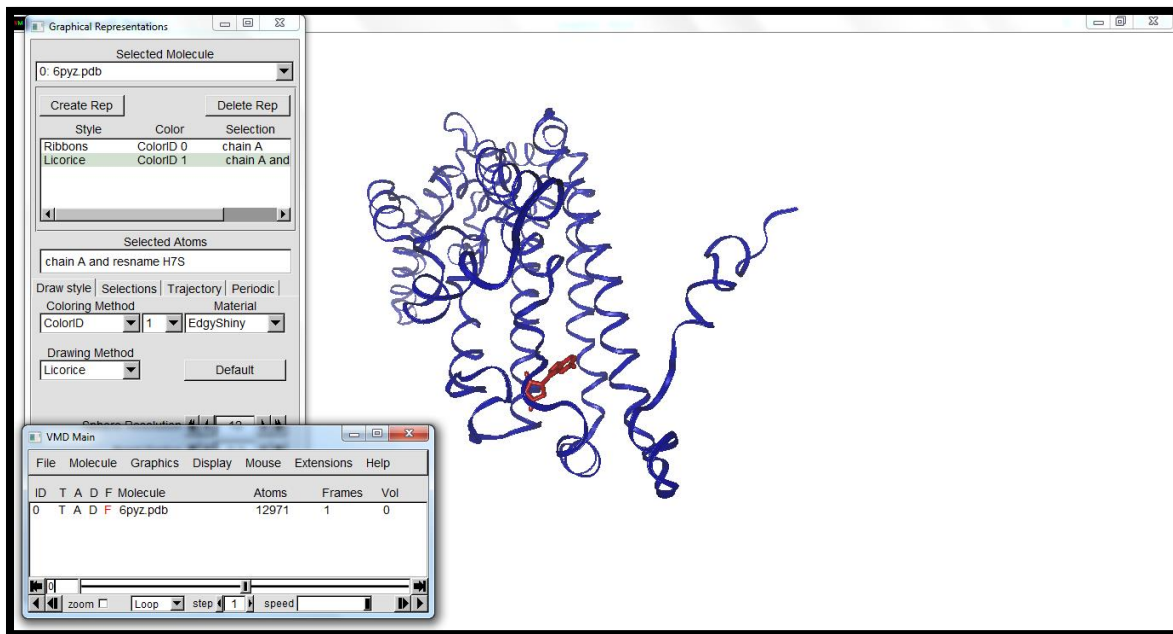 Graphical Representations
Selected Molecule
0: 6pyz.pdb
Create Rep Delete Rep
Style Color Selection
Ribbons ColorID 0 chain A
Licorice ColorID 1 chain A and
Selected Atoms
chain A and resname H7S
Draw style Selections Trajectory Periodic
Coloring Method Material
ColorID 1 EdgyShiny
Drawing Method
Licorice Default
VMD Main
File Molecule Graphics Display Mouse Extensions Help
ID T A D F Molecule Atoms Frames Vol
0 T A D F 6pyz.pdb 12971 1 0
0
zoom Loop step 1 speed